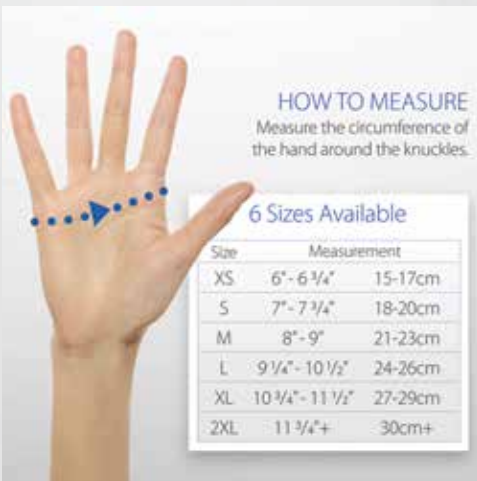 HOW TO MEASURE
Measure the circumference of
the hand around the knuckles.
6 Sizes Available
Size Measurement
XS 6"- 6 3/4" 15-17cm
S 7"- 7 3/4" 18-20cm
M 8"- 9" 21-23cm
L 9 1/4"- 10 1/2" 24-26cm
XL 10 3/4"- 11 1/2" 27-29cm
2XL 11 3/4"+ 30cm+